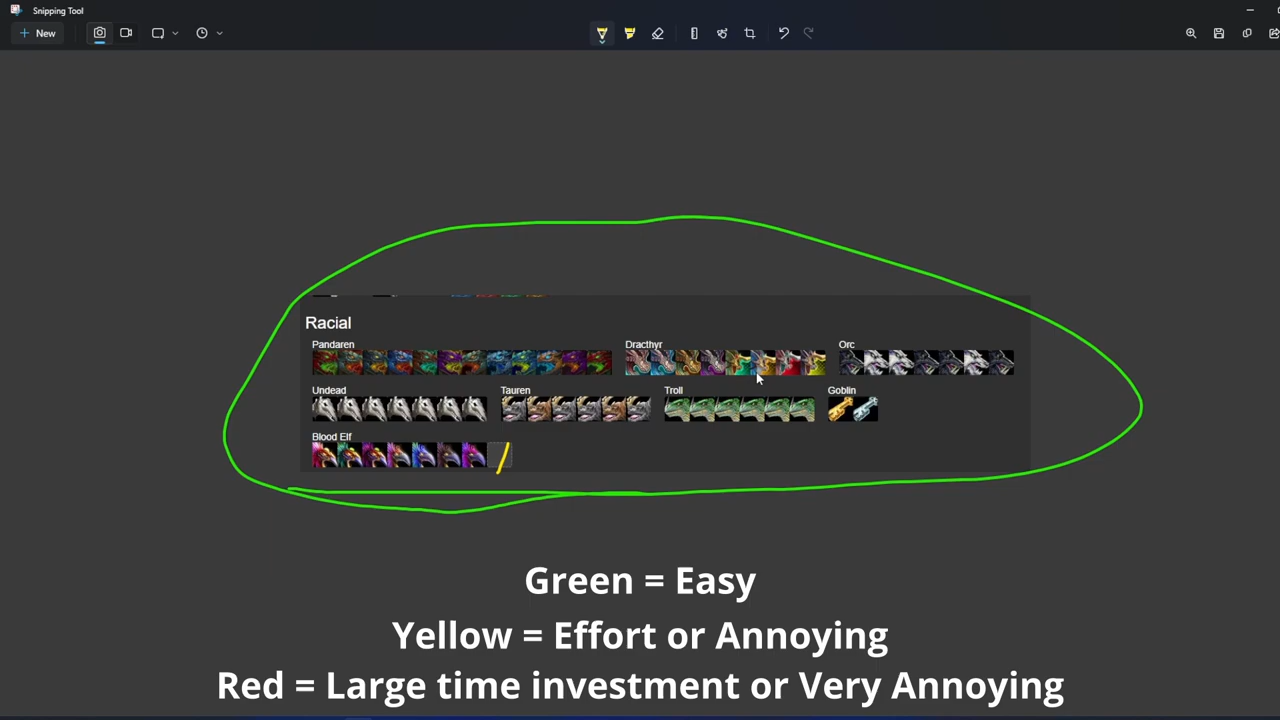 Snipping Tool
New
Racial
Pandaren Dracthyr Orc
Undead Tauren Troll Goblin
Blood Elf
Green = Easy
Yellow = Effort or Annoying
Red = Large time investment or Very Annoying